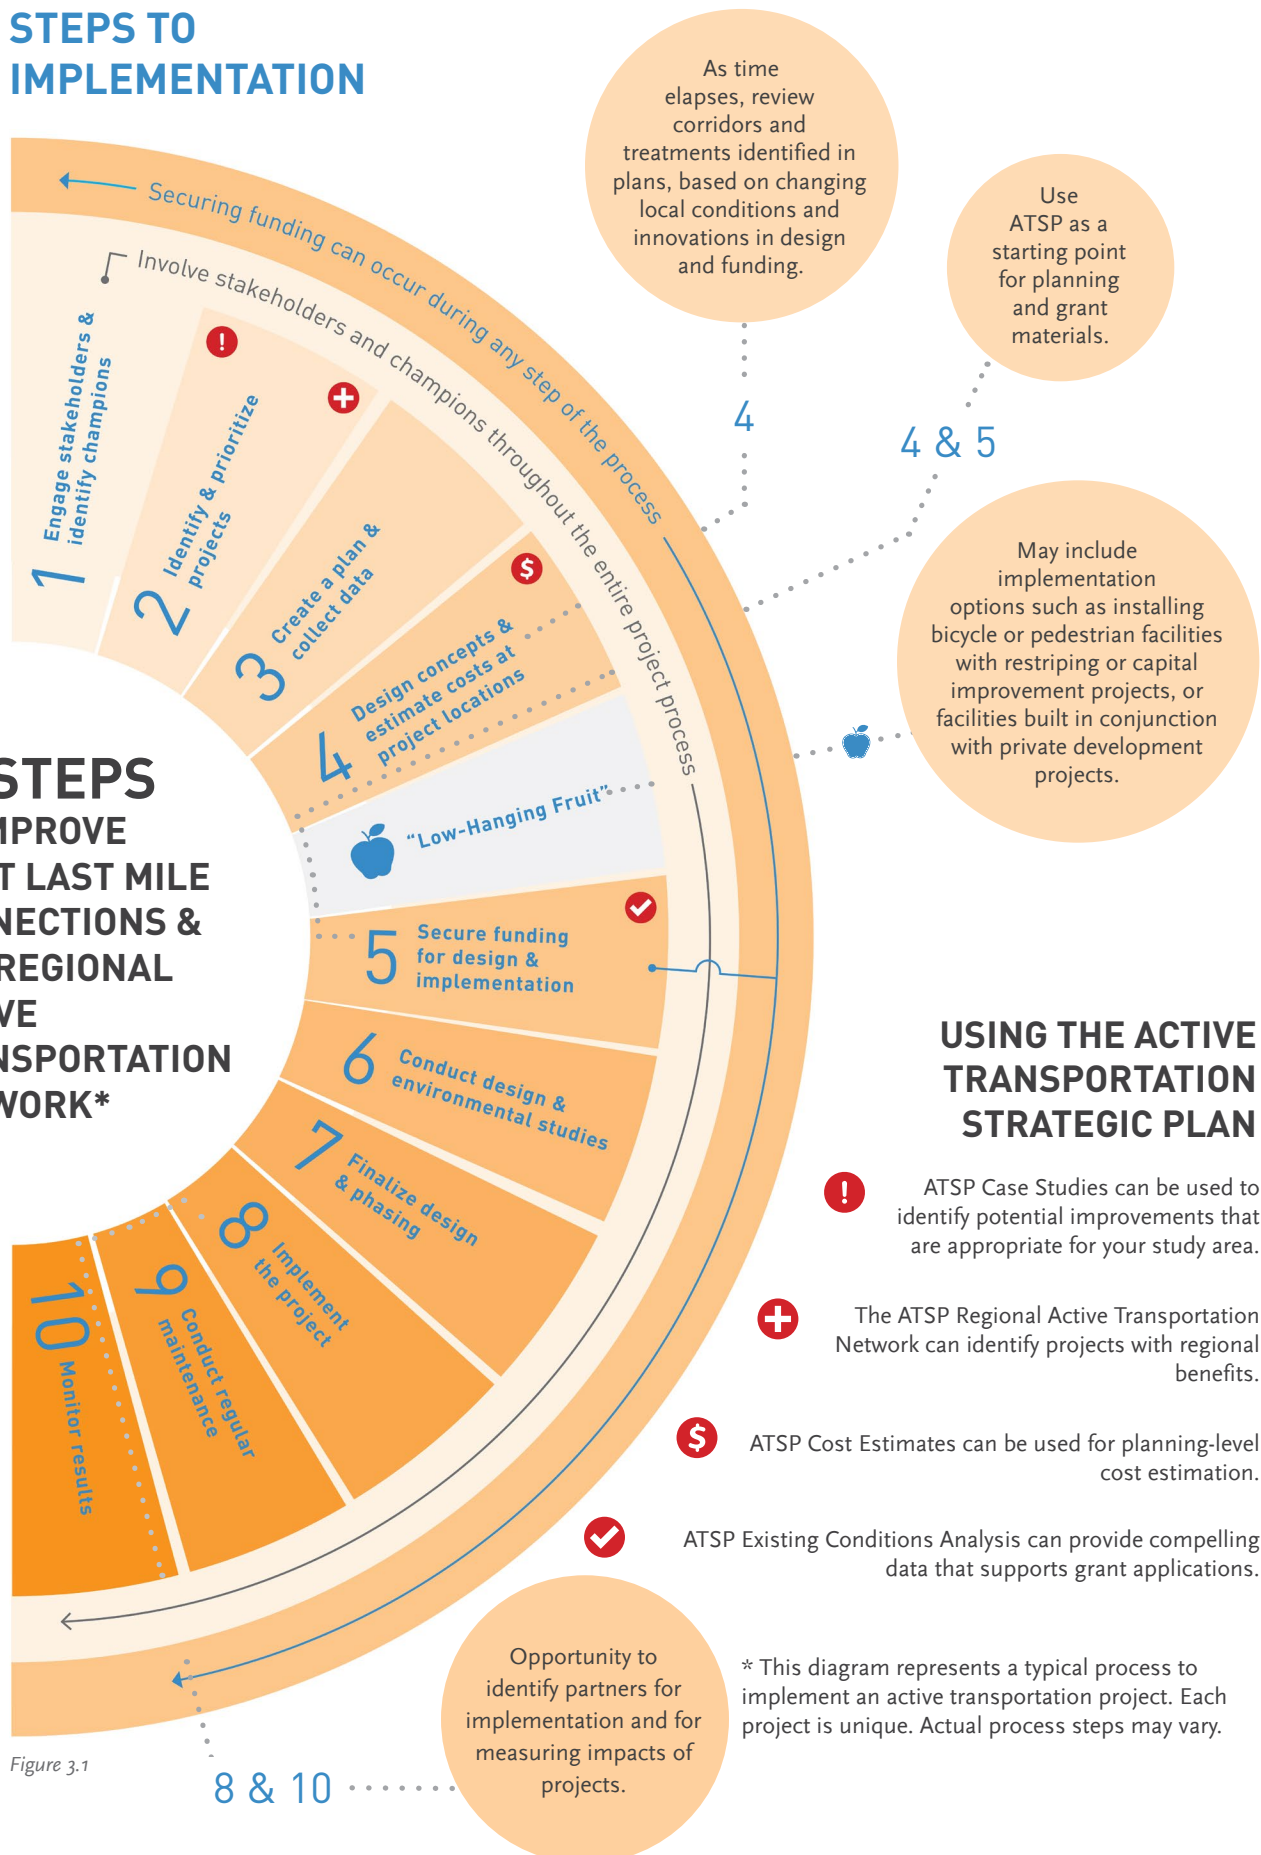 STEPS TO
IMPLEMENTATION
Securing funding can occur during any step of the process
Involve stakeholders and champions throughout the entire project process
1
Engage stakeholders &
identify champions
2
Identify & prioritize
projects
3
Create a plan &
collect data
4
Design concepts &
estimate costs at
project locations
"Low-Hanging Fruit"
5
Secure funding
for design &
implementation
6
Conduct design &
environmental studies
7
Finalize design
& phasing
8
Implement
the project
9
Conduct regular
maintenance
10
Monitor results
STEPS
MPROVE
T LAST MILE
NECTIONS &
REGIONAL
VE
NSPORTATION
WORK*
As time
elapses, review
corridors and
treatments identified in
plans, based on changing
local conditions and
innovations in design
and funding.
4
Use
ATSP as a
starting point
for planning
and grant
materials.
4 & 5
May include
implementation
options such as installing
bicycle or pedestrian facilities
with restriping or capital
improvement projects, or
facilities built in conjunction
with private development
projects.
USING THE ACTIVE
TRANSPORTATION
STRATEGIC PLAN
!
ATSP Case Studies can be used to
identify potential improvements that
are appropriate for your study area.
The ATSP Regional Active Transportation
Network can identify projects with regional
benefits.
$
ATSP Cost Estimates can be used for planning-level
cost estimation.
ATSP Existing Conditions Analysis can provide compelling
data that supports grant applications.
Opportunity to
identify partners for
implementation and for
measuring impacts of
projects.
8 & 10
* This diagram represents a typical process to
implement an active transportation project. Each
project is unique. Actual process steps may vary.
Figure 3.1